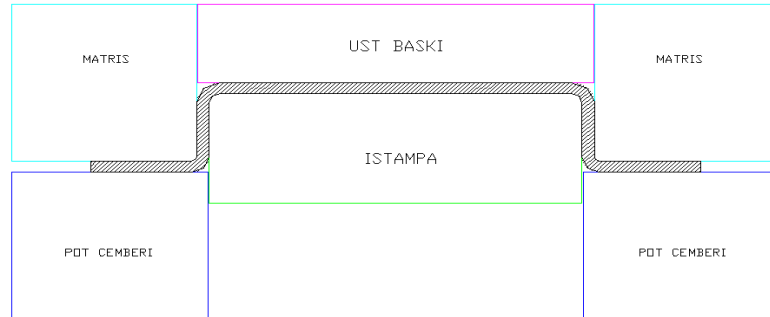 UST BASKI
MATRIS
MATRIS
ISTAMPA
POT CEMBERI
POT CEMBERI